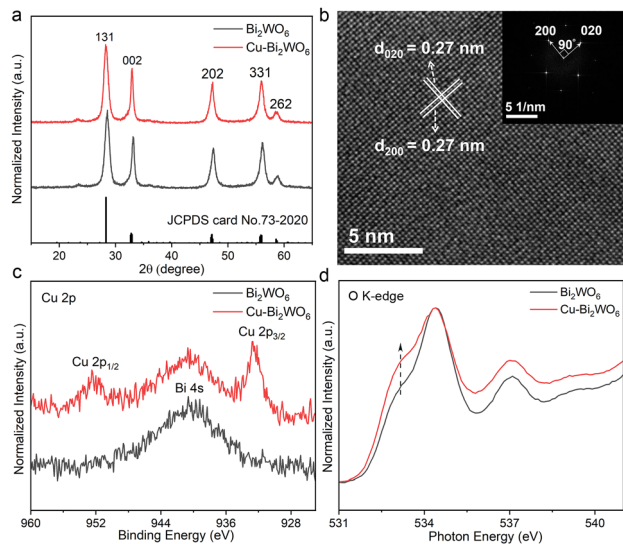 a
Bi₂WO₆
Cu-Bi₂WO₆
131
002
202
331
262
JCPDS card No.73-2020
Normalized Intensity (a.u.)
20 30 40 50 60
2θ (degree)
b
d₀₂₀ = 0.27 nm
d₂₀₀ = 0.27 nm
5 nm
200 020
90°
5 1/nm
c
Cu 2p
Bi₂WO₆
Cu-Bi₂WO₆
Cu 2p₁/₂
Cu 2p₃/₂
Bi 4s
Normalized Intensity (a.u.)
960 952 944 936 928
Binding Energy (eV)
d
O K-edge
Bi₂WO₆
Cu-Bi₂WO₆
Normalized Intensity (a.u.)
531 534 537 540
Photon Energy (eV)